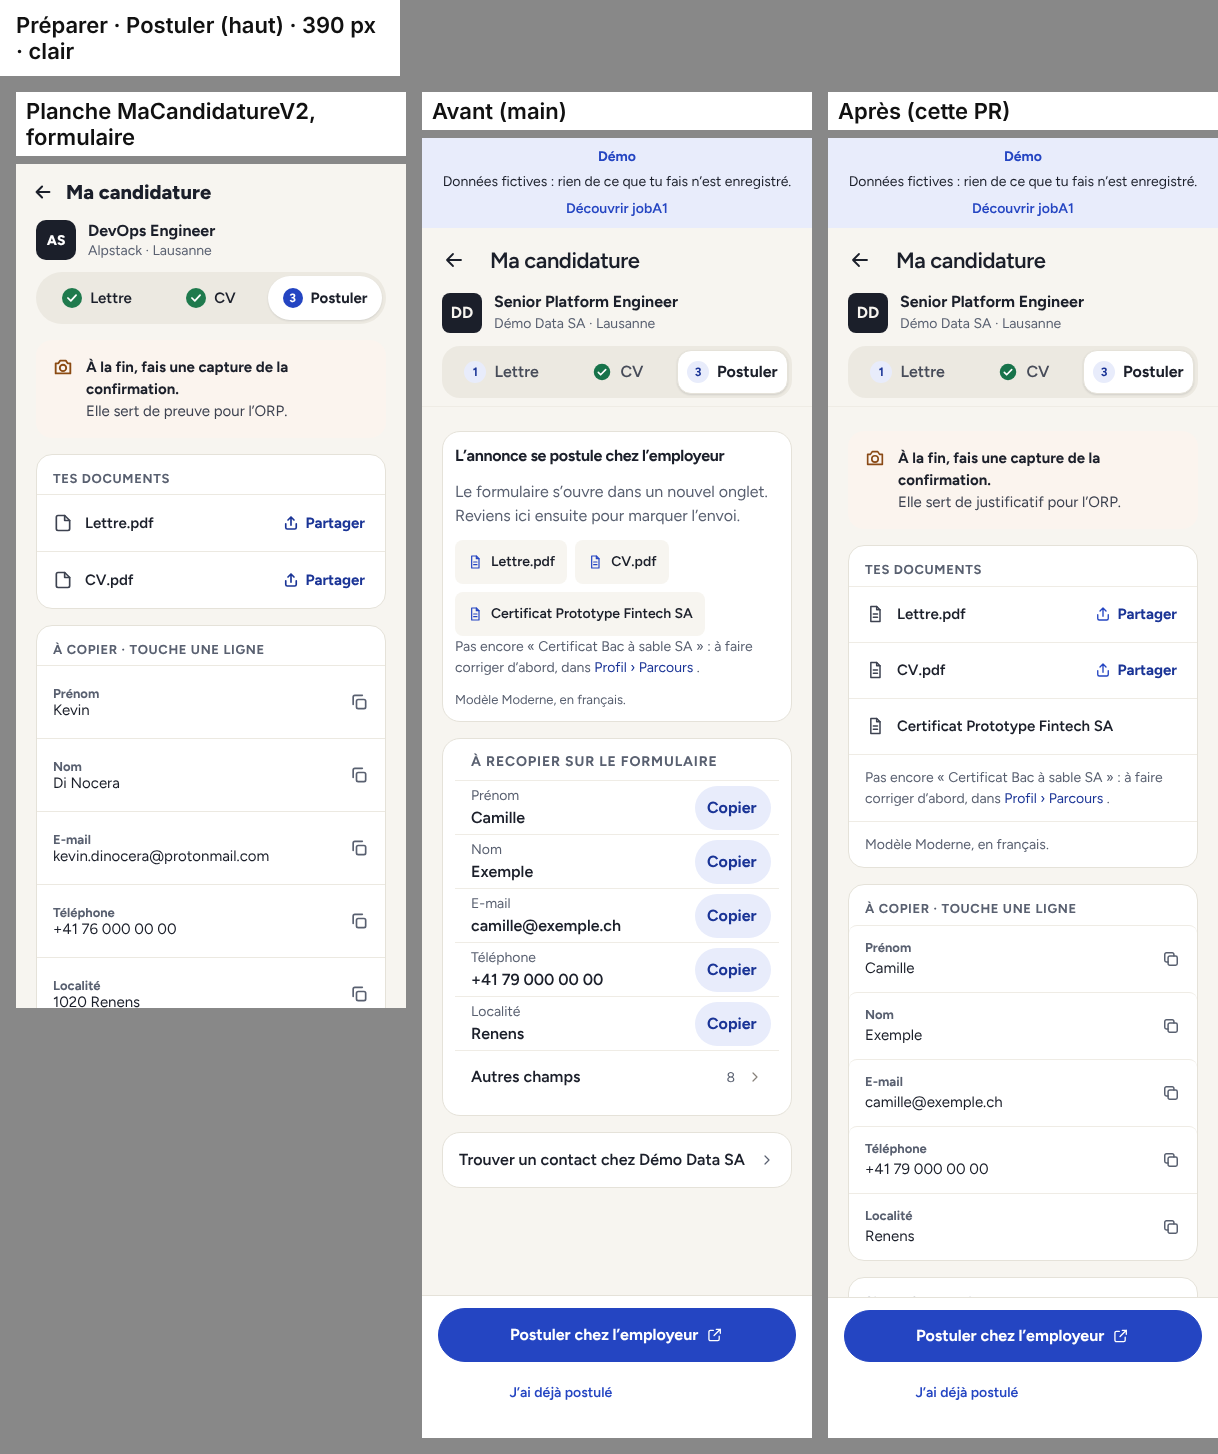 Préparer · Postuler (haut) · 390 px
· clair
Planche MaCandidatureV2,
formulaire
Ma candidature
AS
DevOps Engineer
Alpstack · Lausanne
Lettre
CV
3
Postuler
À la fin, fais une capture de la
confirmation.
Elle sert de preuve pour l’ORP.
TES DOCUMENTS
Lettre.pdf
Partager
CV.pdf
Partager
À COPIER · TOUCHE UNE LIGNE
Prénom
Kevin
Nom
Di Nocera
E-mail
kevin.dinocera@protonmail.com
Téléphone
+41 76 000 00 00
Localité
1020 Renens
Avant (main)
Démo
Données fictives : rien de ce que tu fais n’est enregistré.
Découvrir jobA1
Ma candidature
DD
Senior Platform Engineer
Démo Data SA · Lausanne
1
Lettre
CV
3
Postuler
L’annonce se postule chez l’employeur
Le formulaire s’ouvre dans un nouvel onglet.
Reviens ici ensuite pour marquer l’envoi.
Lettre.pdf
CV.pdf
Certificat Prototype Fintech SA
Pas encore « Certificat Bac à sable SA » : à faire
corriger d’abord, dans Profil › Parcours .
Modèle Moderne, en français.
À RECOPIER SUR LE FORMULAIRE
Prénom
Camille
Copier
Nom
Exemple
Copier
E-mail
camille@exemple.ch
Copier
Téléphone
+41 79 000 00 00
Copier
Localité
Renens
Copier
Autres champs
8
Trouver un contact chez Démo Data SA
Postuler chez l’employeur
J’ai déjà postulé
Après (cette PR)
Démo
Données fictives : rien de ce que tu fais n’est enregistré.
Découvrir jobA1
Ma candidature
DD
Senior Platform Engineer
Démo Data SA · Lausanne
1
Lettre
CV
3
Postuler
À la fin, fais une capture de la
confirmation.
Elle sert de justificatif pour l’ORP.
TES DOCUMENTS
Lettre.pdf
Partager
CV.pdf
Partager
Certificat Prototype Fintech SA
Pas encore « Certificat Bac à sable SA » : à faire
corriger d’abord, dans Profil › Parcours .
Modèle Moderne, en français.
À COPIER · TOUCHE UNE LIGNE
Prénom
Camille
Nom
Exemple
E-mail
camille@exemple.ch
Téléphone
+41 79 000 00 00
Localité
Renens
Postuler chez l’employeur
J’ai déjà postulé